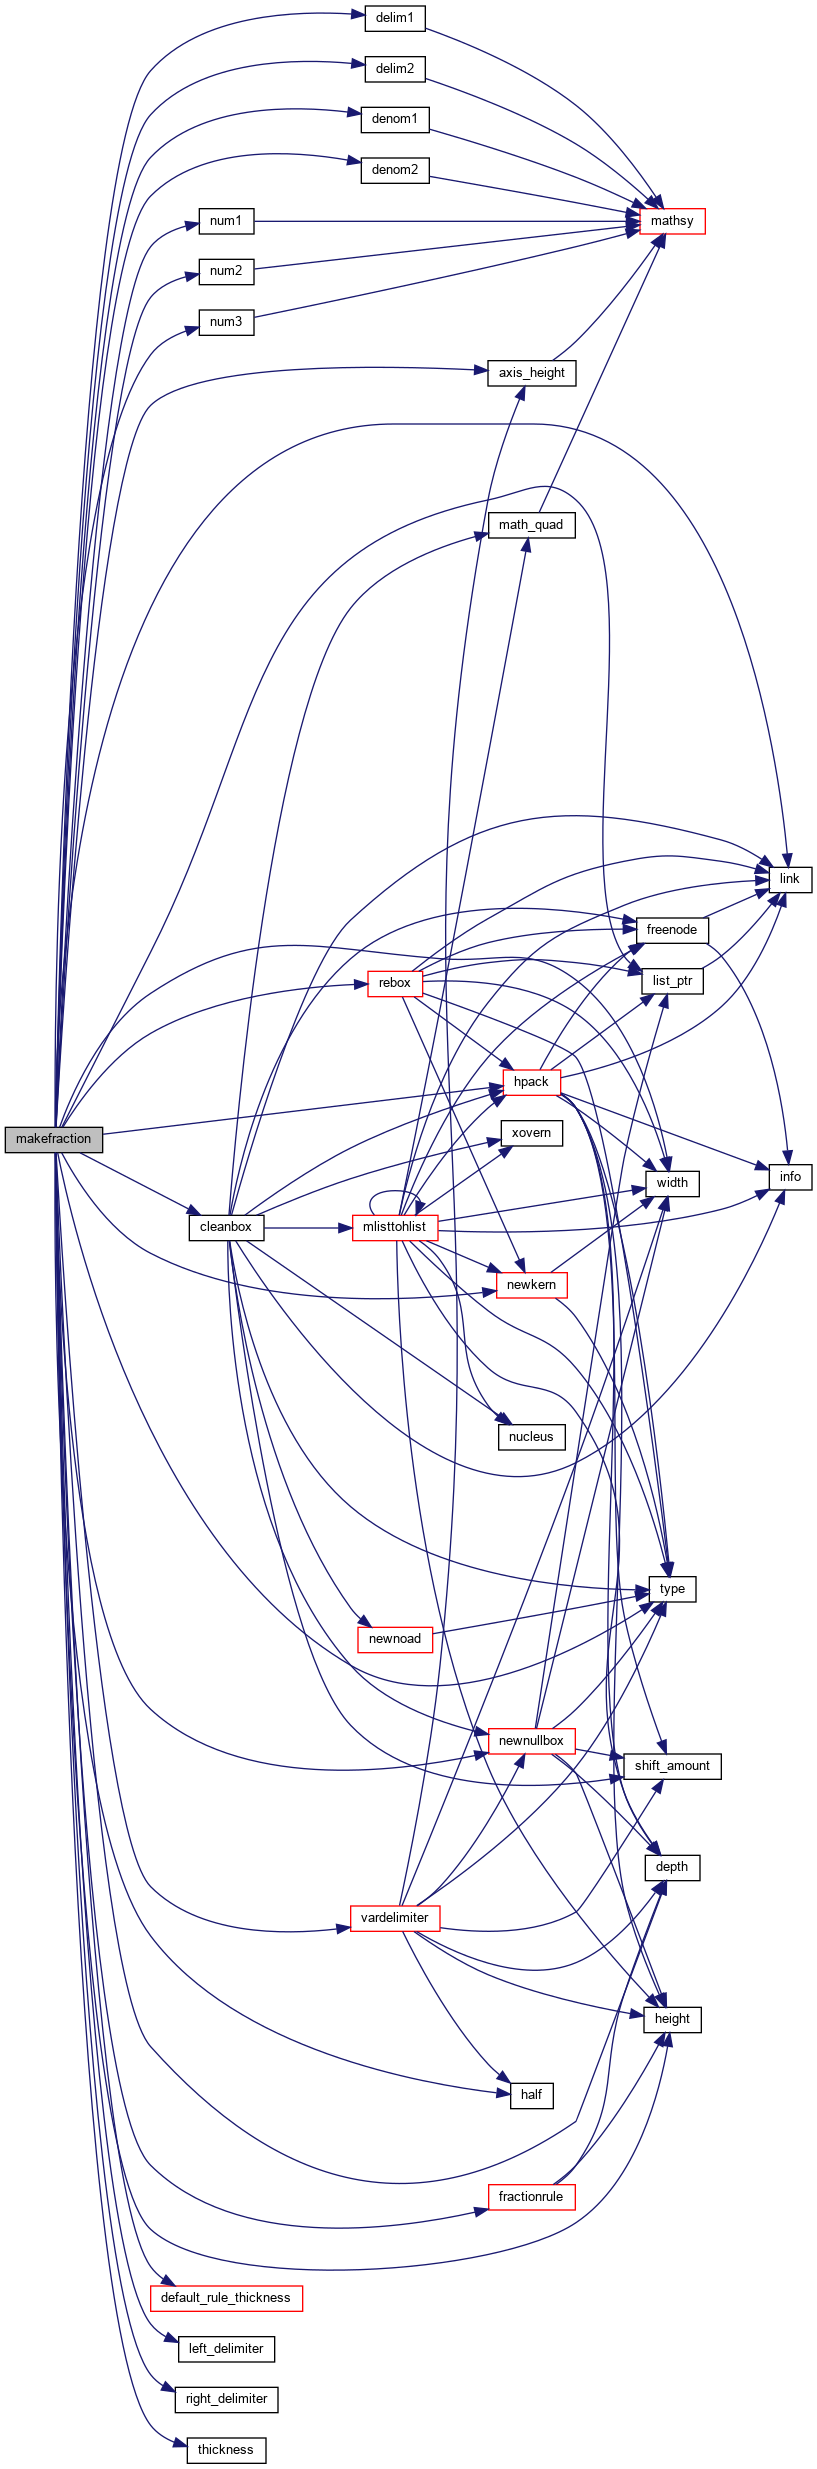 delim1
delim2
denom1
denom2
num1
mathsy
num2
num3
axis_height
math_quad
link
freenode
list_ptr
rebox
hpack
makefraction
xovern
width
info
cleanbox
mlisttohlist
newkern
nucleus
type
newnoad
newnullbox
shift_amount
depth
vardelimiter
height
half
fractionrule
default_rule_thickness
left_delimiter
right_delimiter
thickness